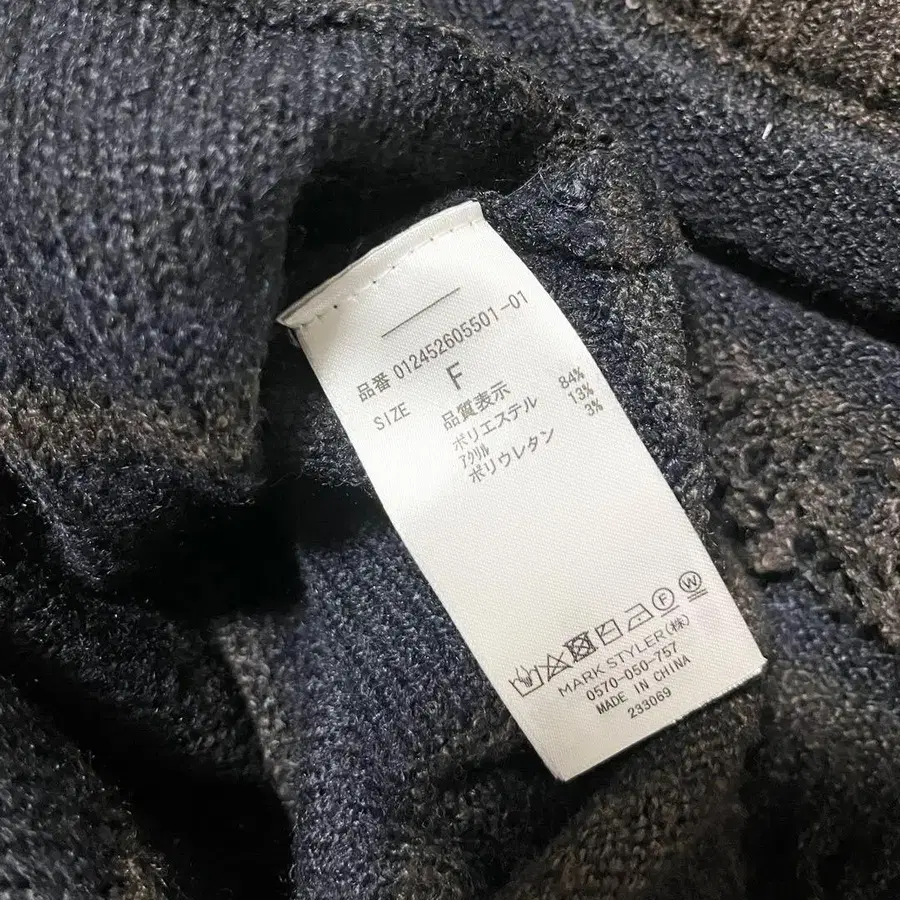 品番 012452605501-01
SIZE F
品質表示
ポリエステル 84%
アクリル 13%
ポリウレタン 3%
F W
MARK STYLER(株)
0570-050-757
MADE IN CHINA
233069